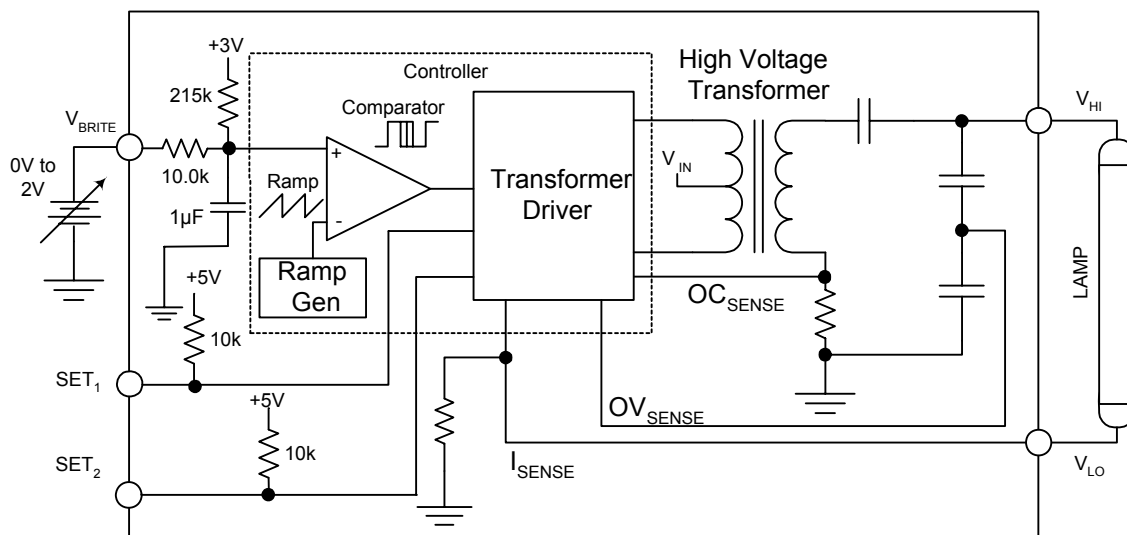 +3V
Controller
High Voltage
Transformer
215k
Comparator
V_BRITE
V_HI
0V to
2V
10.0k
+
Ramp
Transformer
Driver
V_IN
1µF
-
Ramp
Gen
+5V
OC_SENSE
LAMP
10k
SET_1
+5V
OV_SENSE
10k
SET_2
I_SENSE
V_LO